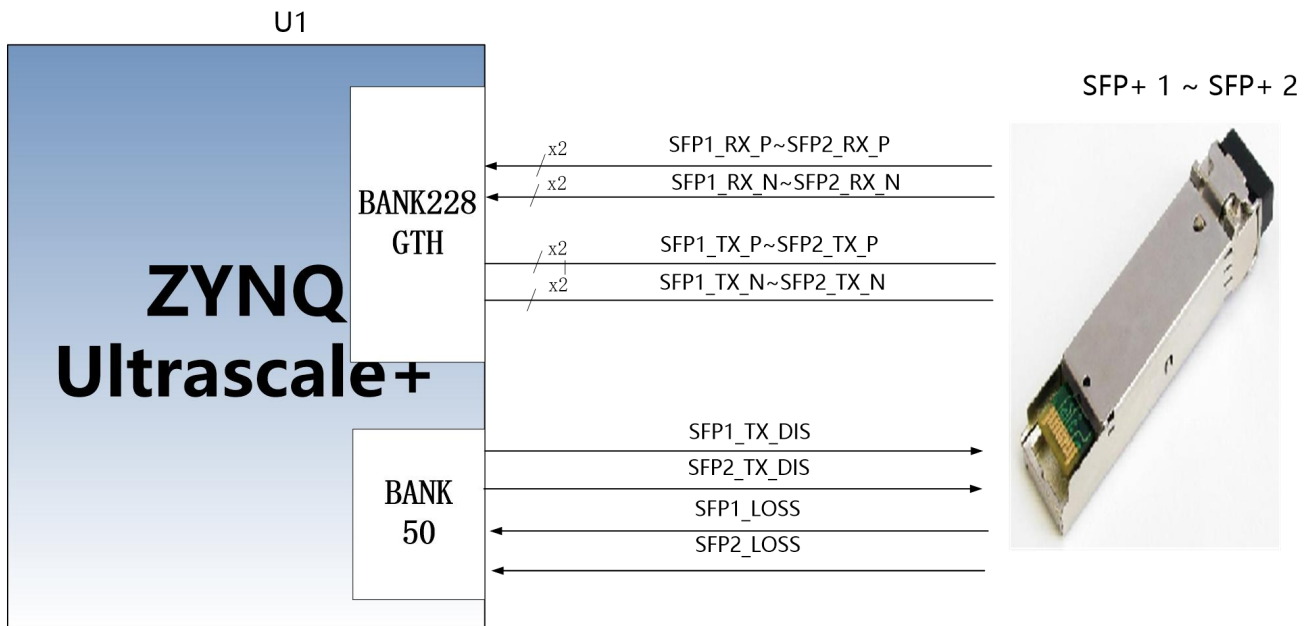 U1
SFP+ 1 ~ SFP+ 2
x2
SFP1_RX_P~SFP2_RX_P
x2
SFP1_RX_N~SFP2_RX_N
BANK228
GTH
x2
SFP1_TX_P~SFP2_TX_P
x2
SFP1_TX_N~SFP2_TX_N
ZYNQ
Ultrascale+
SFP1_TX_DIS
SFP2_TX_DIS
BANK
50
SFP1_LOSS
SFP2_LOSS